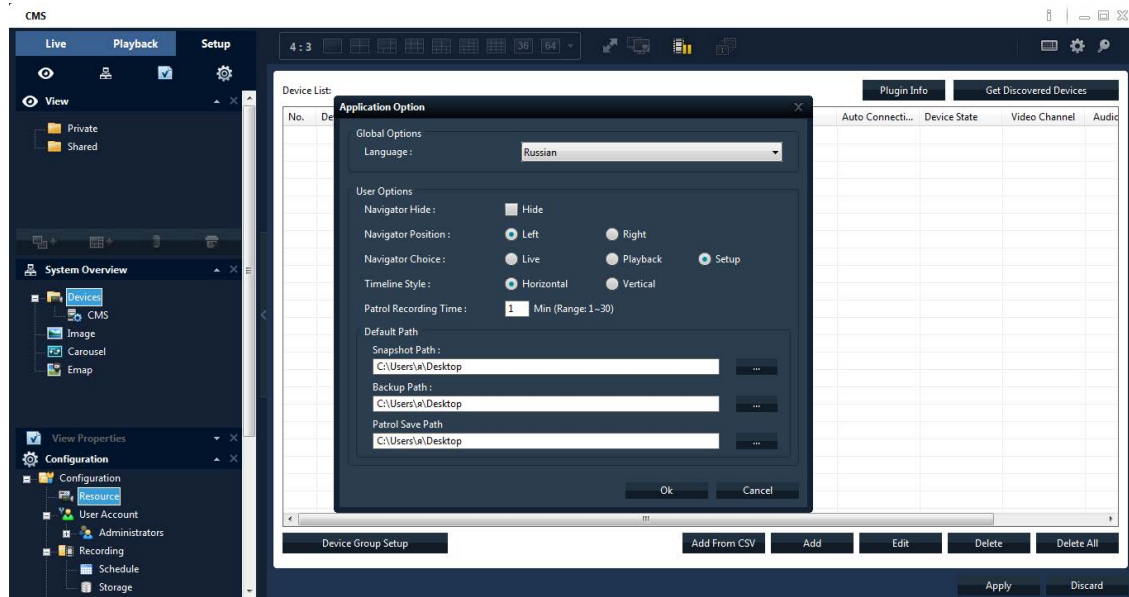 CMS
Live Playback Setup
4:3 36 64
View
Private
Shared
System Overview
Devices
CMS
Image
Carousel
Emap
View Properties
Configuration
Configuration
Resource
User Account
Administrators
Recording
Schedule
Storage
Device List:
Plugin Info Get Discovered Devices
No. De Auto Connecti... Device State Video Channel Audic
Application Option
Global Options
Language : Russian
User Options
Navigator Hide : Hide
Navigator Position : Left Right
Navigator Choice : Live Playback Setup
Timeline Style : Horizontal Vertical
Patrol Recording Time : 1 Min (Range: 1~30)
Default Path
Snapshot Path :
C:\Users\я\Desktop ...
Backup Path :
C:\Users\я\Desktop ...
Patrol Save Path
C:\Users\я\Desktop ...
Ok Cancel
Device Group Setup Add From CSV Add Edit Delete Delete All
Apply Discard